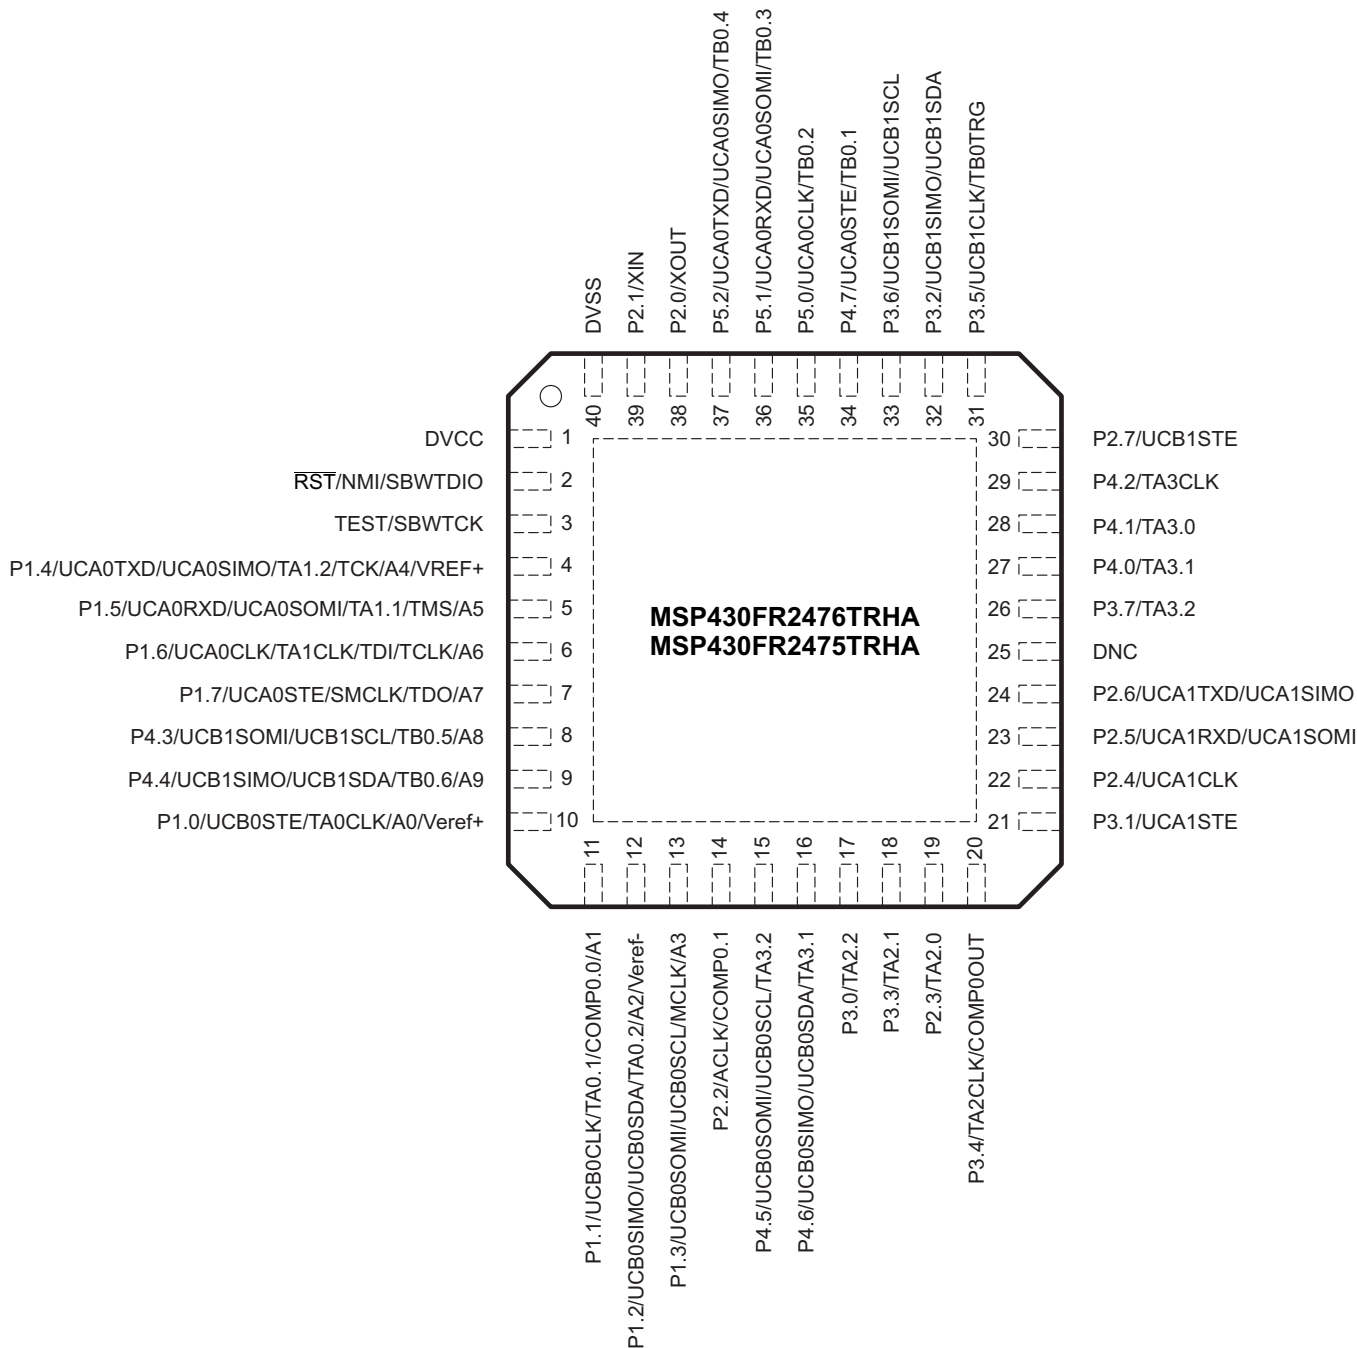 P5.2/UCA0TXD/UCA0SIMO/TB0.4
P5.1/UCA0RXD/UCA0SOMI/TB0.3
P5.0/UCA0CLK/TB0.2
P4.7/UCA0STE/TB0.1
P3.6/UCB1SOMI/UCB1SCL
P3.2/UCB1SIMO/UCB1SDA
P3.5/UCB1CLK/TB0TRG
DVSS
P2.1/XIN
P2.0/XOUT
40
39
38
37
36
35
34
33
32
31
DVCC
1
RST/NMI/SBWTDIO
2
TEST/SBWTCK
3
P1.4/UCA0TXD/UCA0SIMO/TA1.2/TCK/A4/VREF+
4
P1.5/UCA0RXD/UCA0SOMI/TA1.1/TMS/A5
5
P1.6/UCA0CLK/TA1CLK/TDI/TCLK/A6
6
P1.7/UCA0STE/SMCLK/TDO/A7
7
P4.3/UCB1SOMI/UCB1SCL/TB0.5/A8
8
P4.4/UCB1SIMO/UCB1SDA/TB0.6/A9
9
P1.0/UCB0STE/TA0CLK/A0/Veref+
10
MSP430FR2476TRHA
MSP430FR2475TRHA
30
P2.7/UCB1STE
29
P4.2/TA3CLK
28
P4.1/TA3.0
27
P4.0/TA3.1
26
P3.7/TA3.2
25
DNC
24
P2.6/UCA1TXD/UCA1SIMO
23
P2.5/UCA1RXD/UCA1SOMI
22
P2.4/UCA1CLK
21
P3.1/UCA1STE
11
12
13
14
15
16
17
18
19
20
P1.1/UCB0CLK/TA0.1/COMP0.0/A1
P1.2/UCB0SIMO/UCB0SDA/TA0.2/A2/Veref-
P1.3/UCB0SOMI/UCB0SCL/MCLK/A3
P2.2/ACLK/COMP0.1
P4.5/UCB0SOMI/UCB0SCL/TA3.2
P4.6/UCB0SIMO/UCB0SDA/TA3.1
P3.0/TA2.2
P3.3/TA2.1
P2.3/TA2.0
P3.4/TA2CLK/COMP0OUT